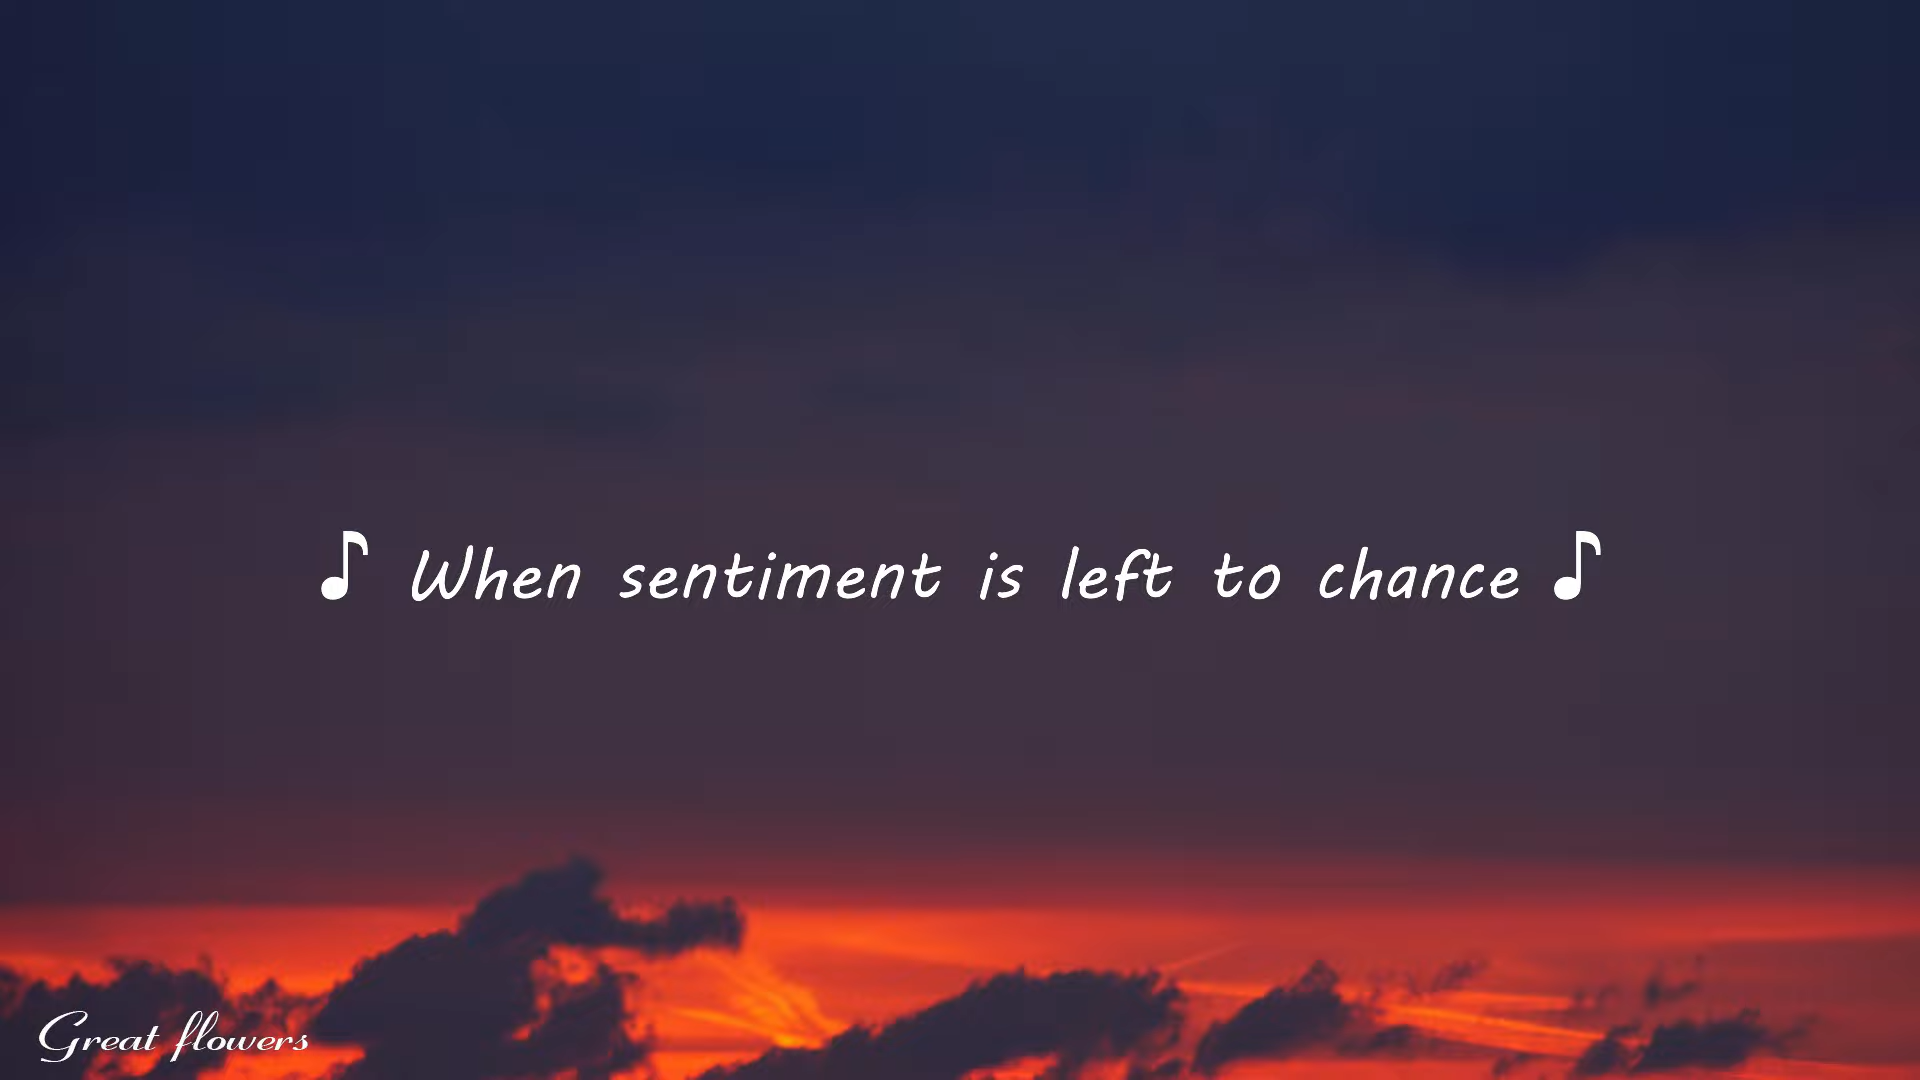 ♪ When sentiment is left to chance ♪
Great flowers